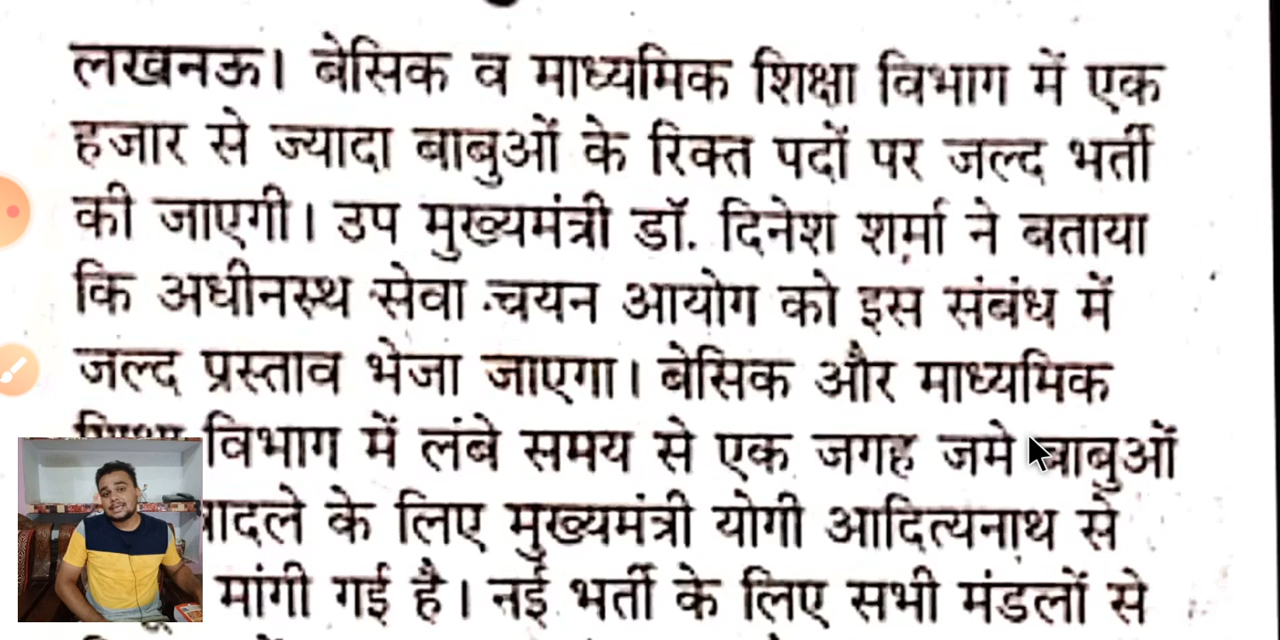 लखनऊ। बेसिक व माध्यमिक शिक्षा विभाग में एक
हजार से ज्यादा बाबुओं के रिक्त पदों पर जल्द भर्ती
की जाएगी। उप मुख्यमंत्री डॉ. दिनेश शर्मा ने बताया
कि अधीनस्थ सेवा चयन आयोग को इस संबंध में
जल्द प्रस्ताव भेजा जाएगा। बेसिक और माध्यमिक
विभाग में लंबे समय से एक जगह जमे बाबुओं
के लिए मुख्यमंत्री योगी आदित्यनाथ से
मांगी गई है। नई भर्ती के लिए सभी मंडलों से